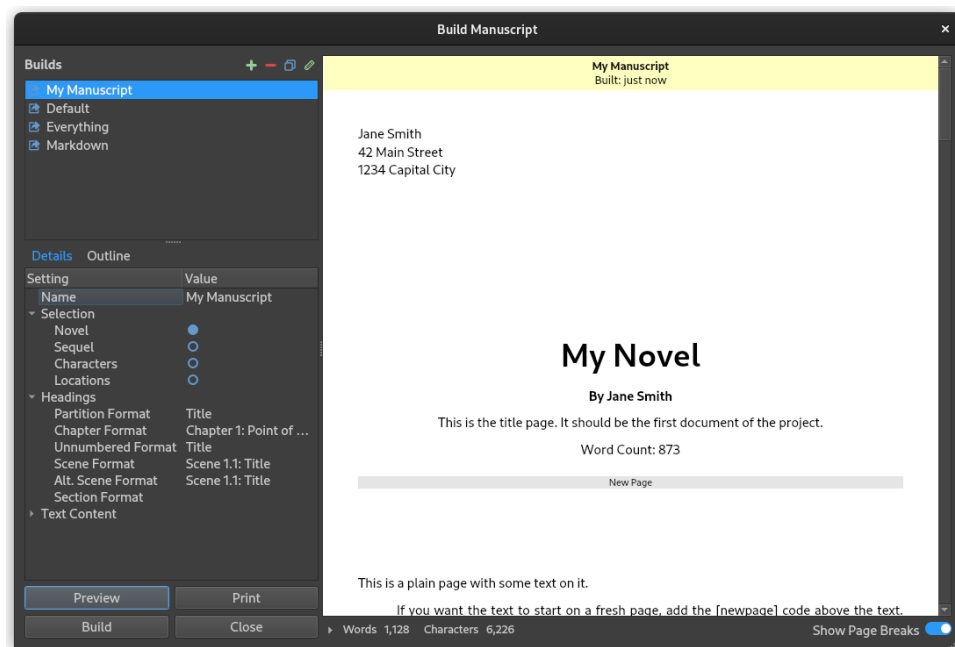 Build Manuscript
Builds
My Manuscript
Default
Everything
Markdown
Details Outline
Setting Value
Name My Manuscript
Selection
Novel
Sequel
Characters
Locations
Headings
Partition Format Title
Chapter Format Chapter 1: Point of ...
Unnumbered Format Title
Scene Format Scene 1.1: Title
Alt. Scene Format Scene 1.1: Title
Section Format
Text Content
Preview Print
Build Close
My Manuscript
Built: just now
Jane Smith
42 Main Street
1234 Capital City
My Novel
By Jane Smith
This is the title page. It should be the first document of the project.
Word Count: 873
New Page
This is a plain page with some text on it.
If you want the text to start on a fresh page, add the [newpage] code above the text.
Words 1,128 Characters 6,226 Show Page Breaks